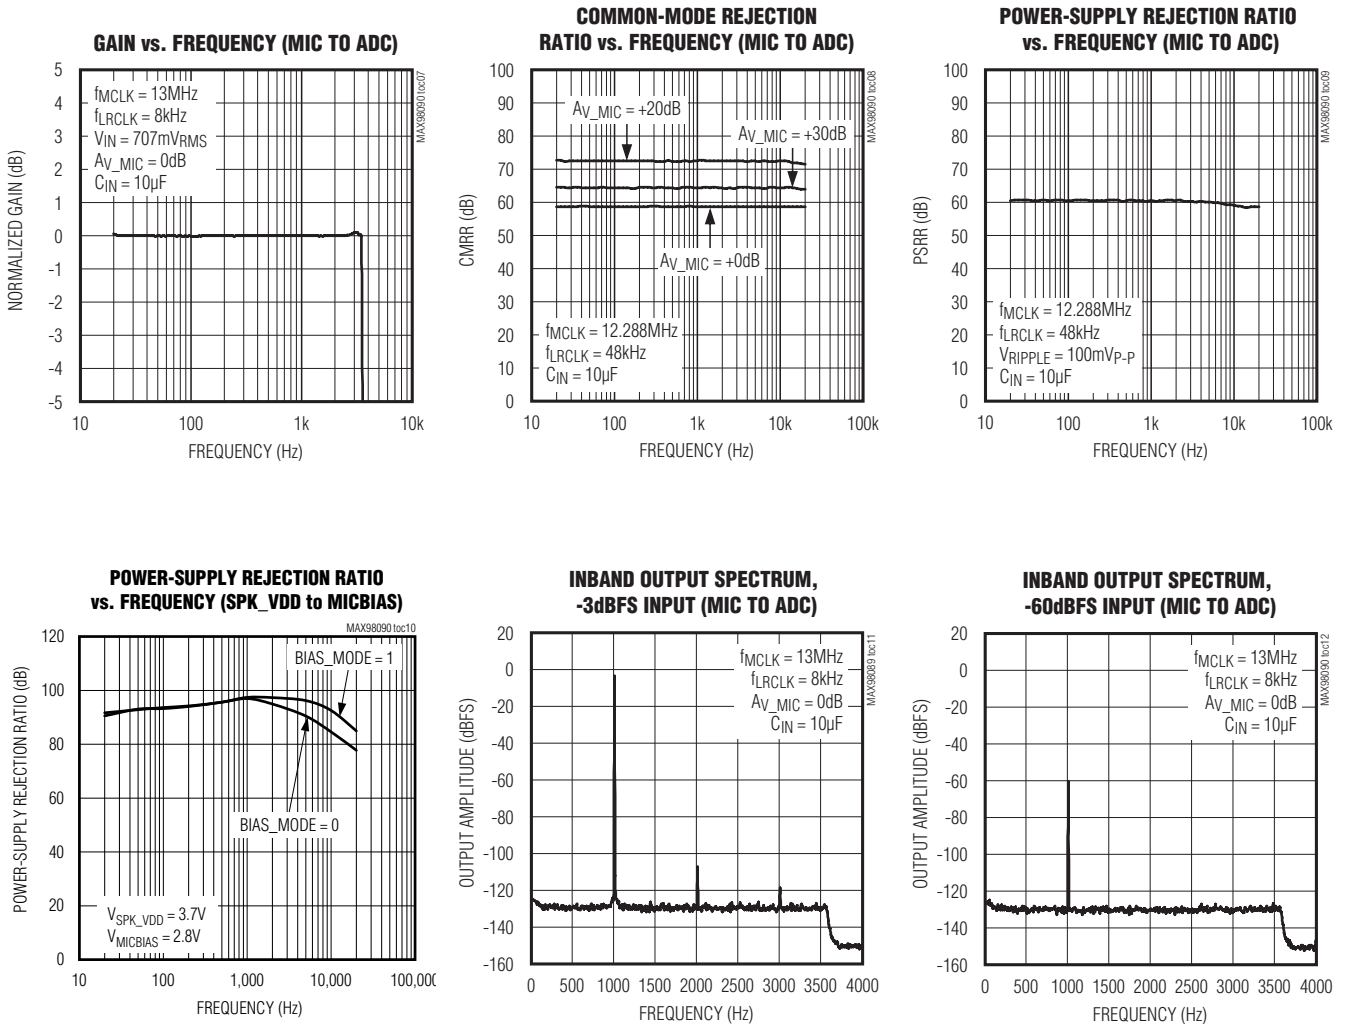 GAIN vs. FREQUENCY (MIC TO ADC)
MAX98090 toc07
fMCLK = 13MHz
fLRCLK = 8kHz
VIN = 707mVRMS
AV_MIC = 0dB
CIN = 10µF
NORMALIZED GAIN (dB)
5
4
3
2
1
0
-1
-2
-3
-4
-5
10 100 1k 10k
FREQUENCY (Hz)
COMMON-MODE REJECTION
RATIO vs. FREQUENCY (MIC TO ADC)
MAX98090 toc08
AV_MIC = +20dB
AV_MIC = +30dB
AV_MIC = +0dB
fMCLK = 12.288MHz
fLRCLK = 48kHz
CIN = 10µF
CMRR (dB)
100
90
80
70
60
50
40
30
20
10
0
10 100 1k 10k 100k
FREQUENCY (Hz)
POWER-SUPPLY REJECTION RATIO
vs. FREQUENCY (MIC TO ADC)
MAX98090 toc09
fMCLK = 12.288MHz
fLRCLK = 48kHz
VRIPPLE = 100mVP-P
CIN = 10µF
PSRR (dB)
100
90
80
70
60
50
40
30
20
10
0
10 100 1k 10k 100k
FREQUENCY (Hz)
POWER-SUPPLY REJECTION RATIO
vs. FREQUENCY (SPK_VDD to MICBIAS)
MAX98090 toc10
BIAS_MODE = 1
BIAS_MODE = 0
VSPK_VDD = 3.7V
VMICBIAS = 2.8V
POWER-SUPPLY REJECTION RATIO (dB)
120
100
80
60
40
20
0
10 100 1,000 10,000 100,000
FREQUENCY (Hz)
INBAND OUTPUT SPECTRUM,
-3dBFS INPUT (MIC TO ADC)
MAX98089 toc11
fMCLK = 13MHz
fLRCLK = 8kHz
AV_MIC = 0dB
CIN = 10µF
OUTPUT AMPLITUDE (dBFS)
20
0
-20
-40
-60
-80
-100
-120
-140
-160
0 500 1000 1500 2000 2500 3000 3500 4000
FREQUENCY (Hz)
INBAND OUTPUT SPECTRUM,
-60dBFS INPUT (MIC TO ADC)
MAX98090 toc12
fMCLK = 13MHz
fLRCLK = 8kHz
AV_MIC = 0dB
CIN = 10µF
OUTPUT AMPLITUDE (dBFS)
20
0
-20
-40
-60
-80
-100
-120
-140
-160
0 500 1000 1500 2000 2500 3000 3500 4000
FREQUENCY (Hz)